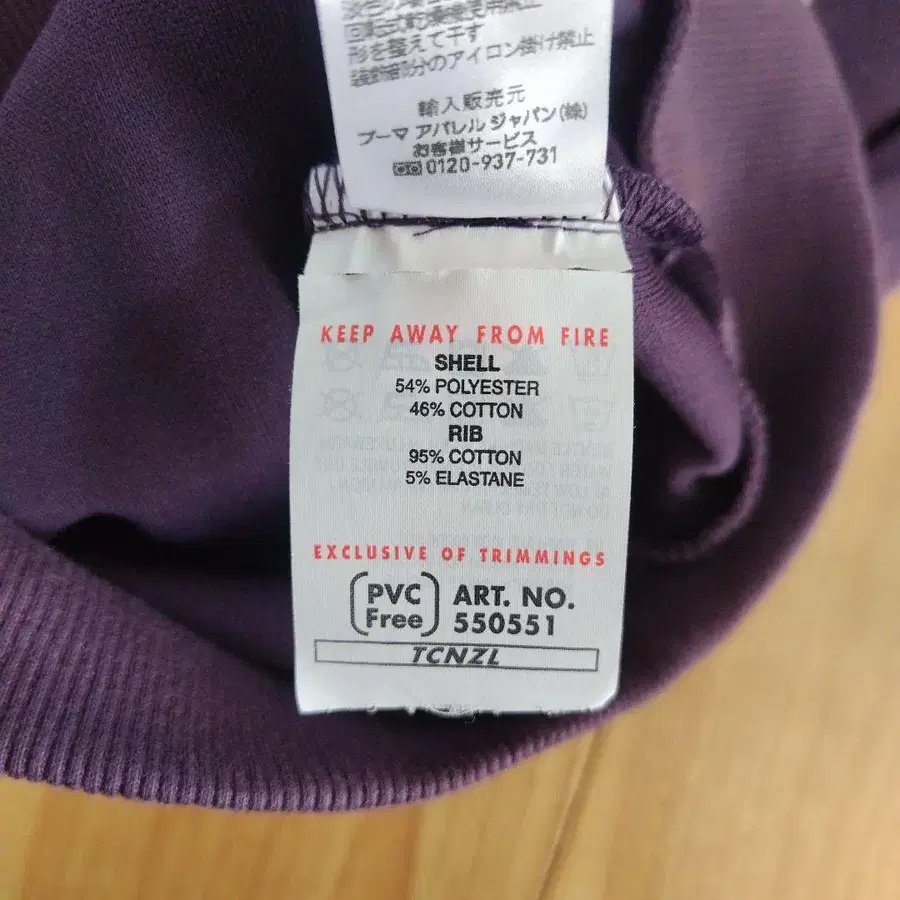 回転式乾燥機使用禁止
形を整えて干す
装飾部分のアイロン掛け禁止
輸入販売元
プーマ アパレル ジャパン(株)
お客様サービス
0120-937-731
KEEP AWAY FROM FIRE
SHELL
54% POLYESTER
46% COTTON
RIB
95% COTTON
5% ELASTANE
EXCLUSIVE OF TRIMMINGS
PVC Free
ART. NO.
550551
TCNZL